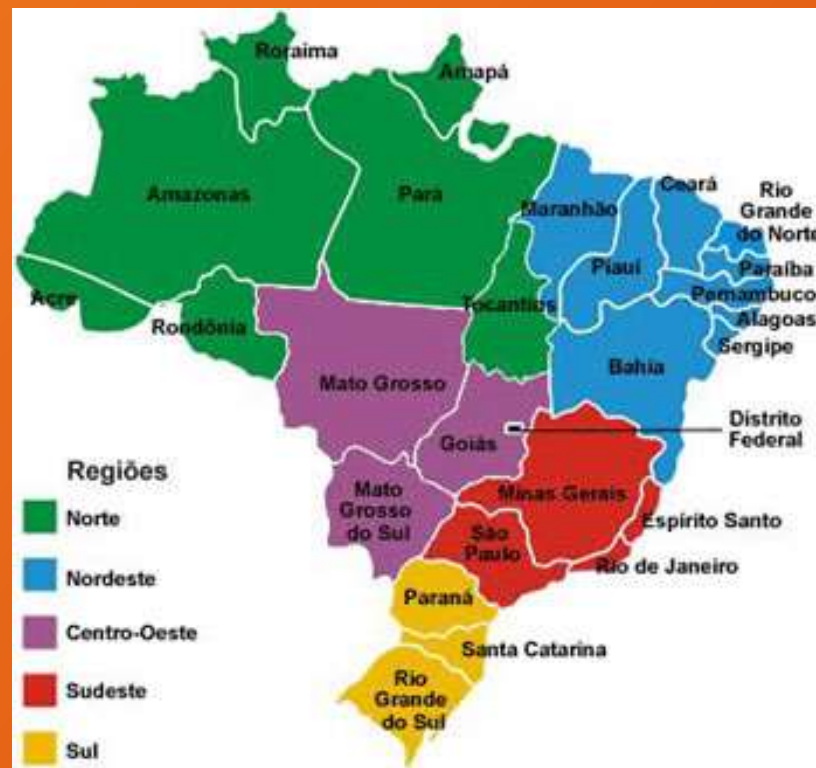 Roraima
Amapá
Amazonas
Pará
Maranhão
Ceará
Rio
Grande
do Norte
Piauí
Paraíba
Pernambuco
Acre
Rondônia
Tocantins
Alagoas
Sergipe
Bahia
Mato Grosso
Goiás
Distrito
Federal
Mato
Grosso
do Sul
Minas Gerais
Espírito Santo
São
Paulo
Rio de Janeiro
Paraná
Santa Catarina
Rio
Grande
do Sul
Regiões
Norte
Nordeste
Centro-Oeste
Sudeste
Sul